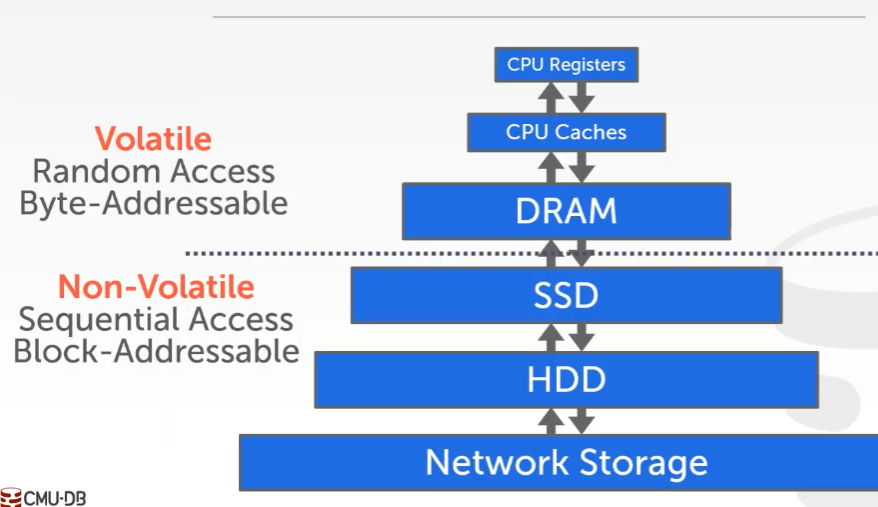 CPU Registers
CPU Caches
Volatile
Random Access
Byte-Addressable
DRAM
Non-Volatile
Sequential Access
Block-Addressable
SSD
HDD
Network Storage
CMU·DB